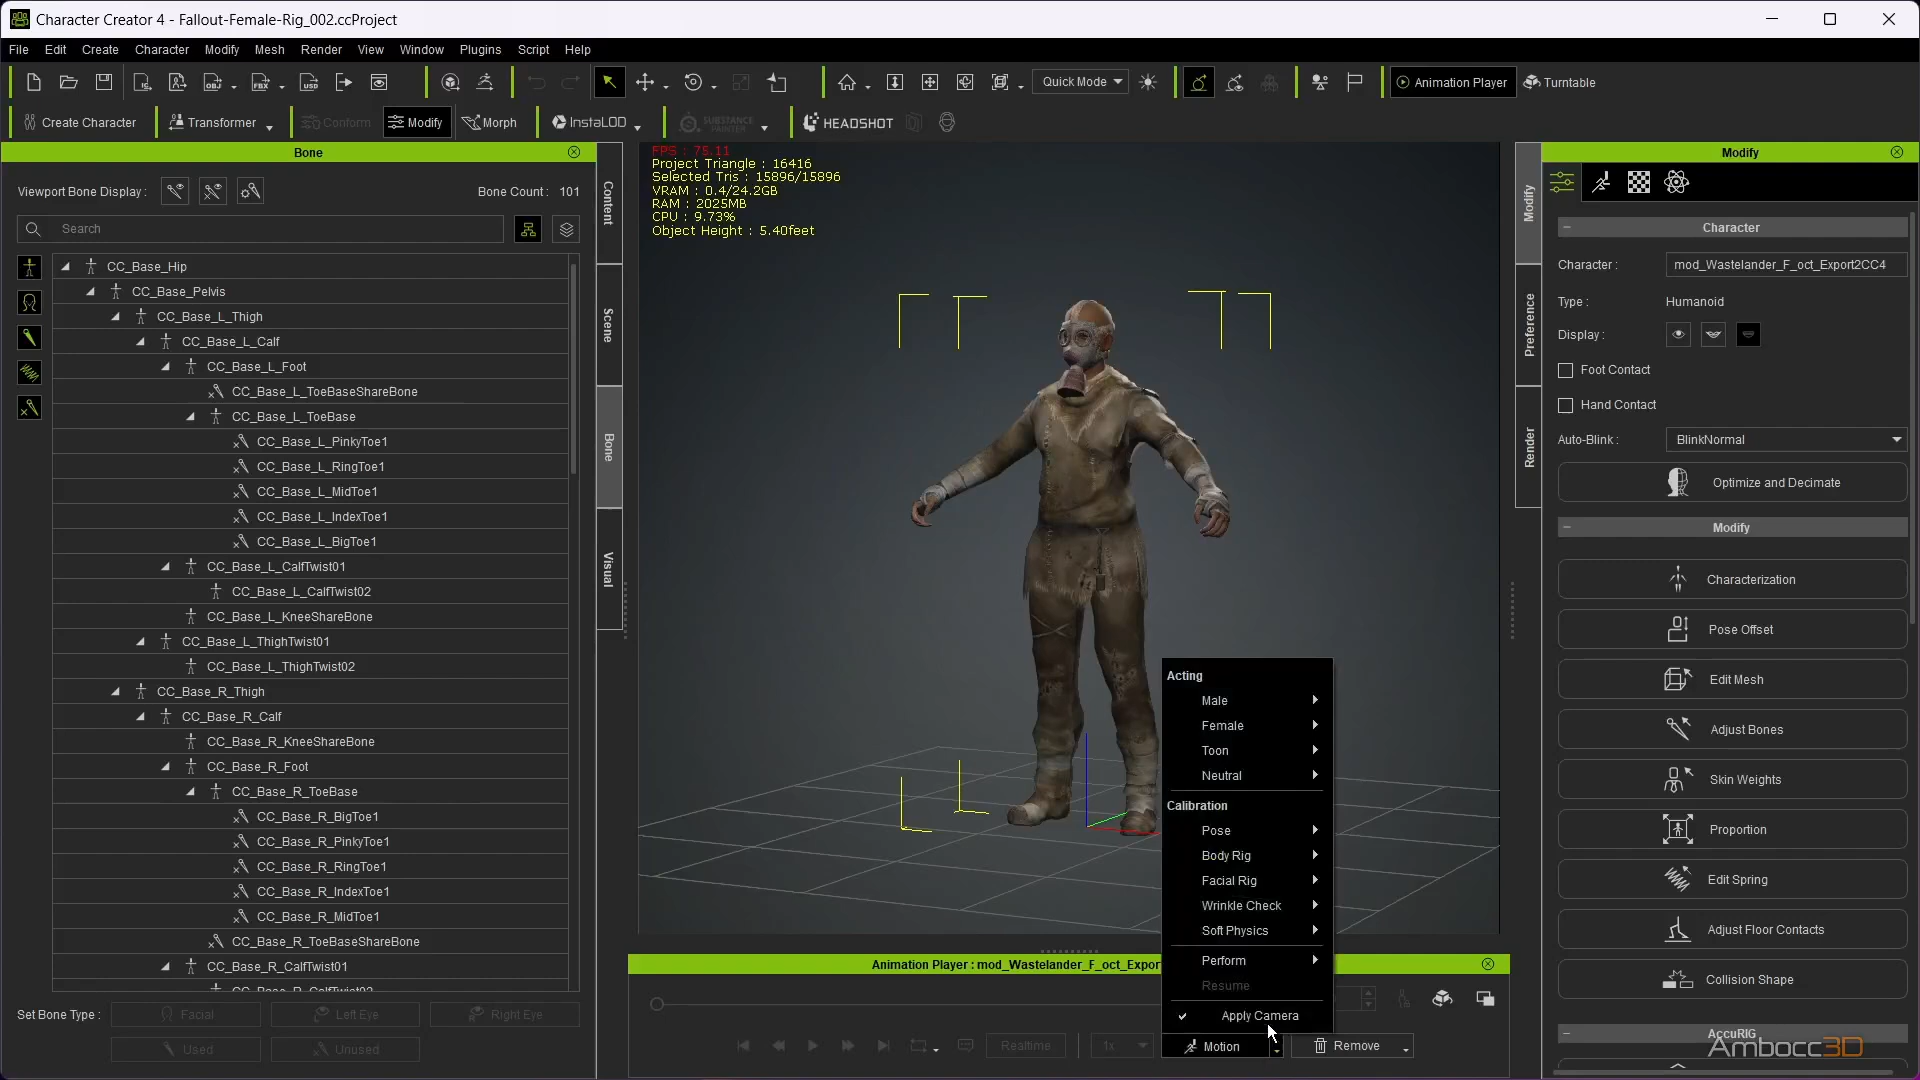 Character Creator 4 - Fallout-Female-Rig_002.ccProject
File Edit Create Character Modify Mesh Render View Window Plugins Script Help
Quick Mode
Animation Player
Turntable
Create Character
Transformer
Conform
Modify
Morph
InstaLOD
SUBSTANCE PAINTER
HEADSHOT
Bone
Viewport Bone Display :
Bone Count : 101
Search
CC_Base_Hip
CC_Base_Pelvis
CC_Base_L_Thigh
CC_Base_L_Calf
CC_Base_L_Foot
CC_Base_L_ToeBaseShareBone
CC_Base_L_ToeBase
CC_Base_L_PinkyToe1
CC_Base_L_RingToe1
CC_Base_L_MidToe1
CC_Base_L_IndexToe1
CC_Base_L_BigToe1
CC_Base_L_CalfTwist01
CC_Base_L_CalfTwist02
CC_Base_L_KneeShareBone
CC_Base_L_ThighTwist01
CC_Base_L_ThighTwist02
CC_Base_R_Thigh
CC_Base_R_Calf
CC_Base_R_KneeShareBone
CC_Base_R_Foot
CC_Base_R_ToeBase
CC_Base_R_BigToe1
CC_Base_R_PinkyToe1
CC_Base_R_RingToe1
CC_Base_R_IndexToe1
CC_Base_R_MidToe1
CC_Base_R_ToeBaseShareBone
CC_Base_R_CalfTwist01
CC_Base_R_CalfTwist02
Set Bone Type :
Facial
Left Eye
Right Eye
Used
Unused
Content
Scene
Bone
Visual
FPS : 75.11
Project Triangle : 16416
Selected Tris : 15896/15896
VRAM : 0.4/24.2GB
RAM : 2025MB
CPU : 9.73%
Object Height : 5.40feet
Acting
Male
Female
Toon
Neutral
Calibration
Pose
Body Rig
Facial Rig
Wrinkle Check
Soft Physics
Perform
Resume
Apply Camera
Animation Player : mod_Wastelander_F_oct_Expor
Realtime
1x
Motion
Remove
Modify
Preference
Render
Modify
Character
Character : mod_Wastelander_F_oct_Export2CC4
Type : Humanoid
Display :
Foot Contact
Hand Contact
Auto-Blink : BlinkNormal
Optimize and Decimate
Modify
Characterization
Pose Offset
Edit Mesh
Adjust Bones
Skin Weights
Proportion
Edit Spring
Adjust Floor Contacts
Collision Shape
AccuRIG
Ambocc3D